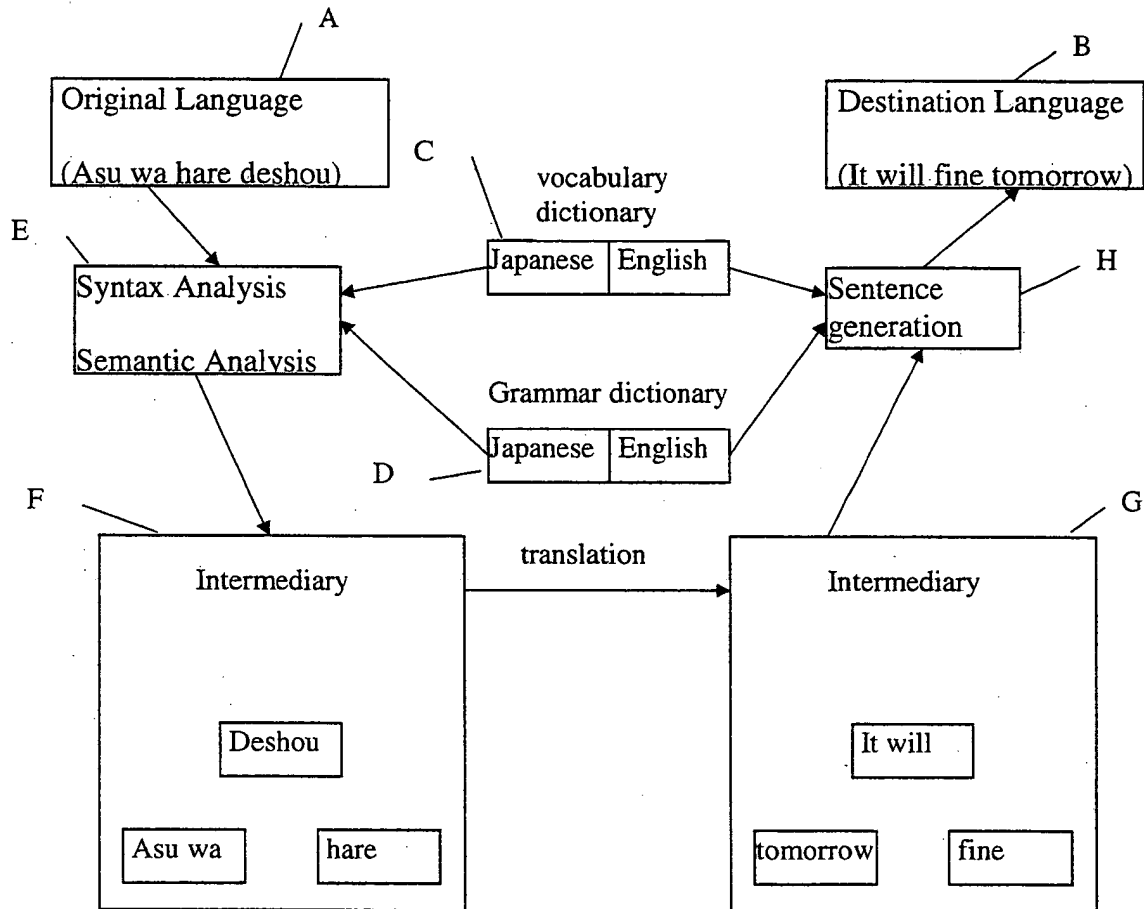 A
B
Original Language
(Asu wa hare deshou)
Destination Language
(It will fine tomorrow)
C
vocabulary
dictionary
E
H
Japanese English
Syntax Analysis
Semantic Analysis
Sentence
generation
Grammar dictionary
Japanese English
D
F
G
Intermediary
translation
Intermediary
Deshou
It will
Asu wa
hare
tomorrow
fine